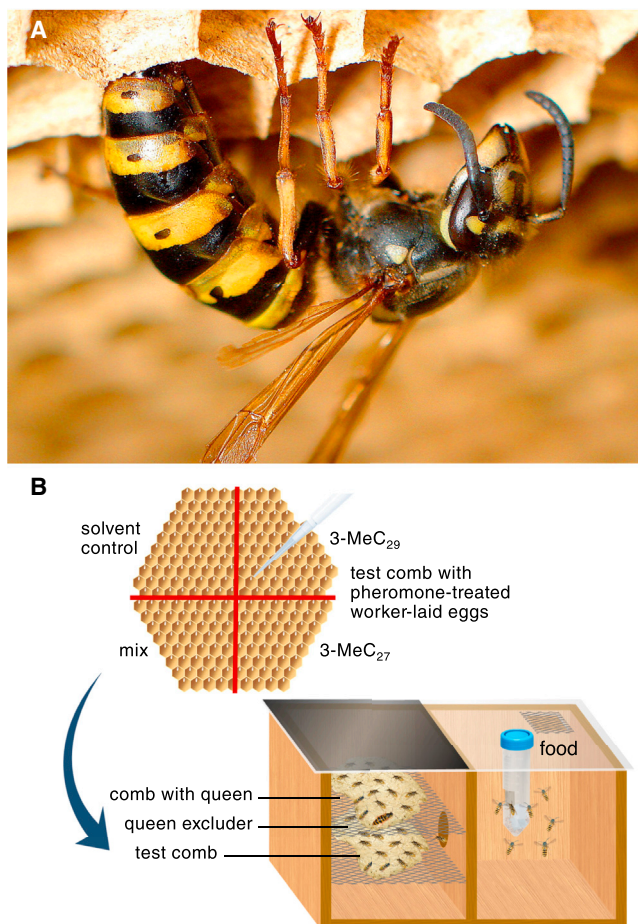 A
B
solvent
control
3-MeC₂₉
test comb with
pheromone-treated
worker-laid eggs
mix
3-MeC₂₇
food
comb with queen
queen excluder
test comb